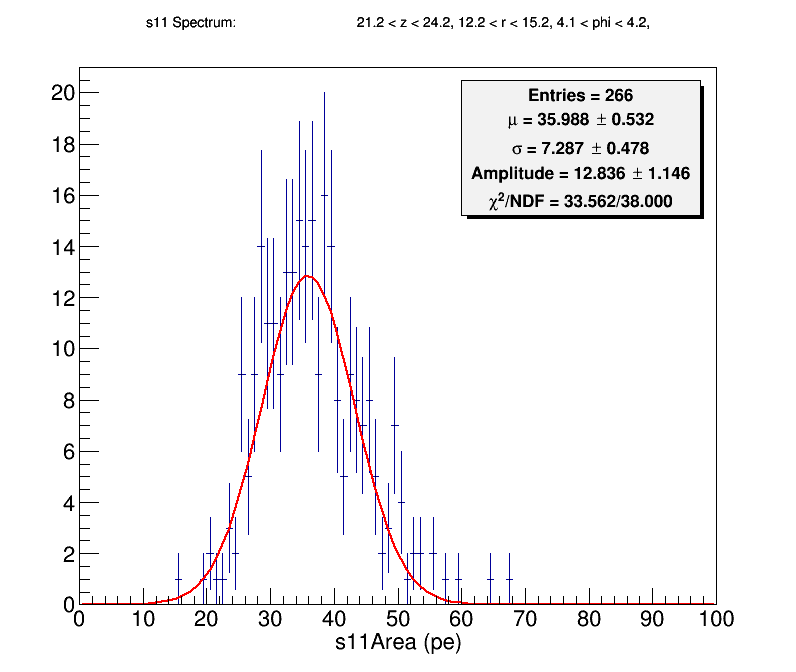 s11 Spectrum: 21.2 < z < 24.2, 12.2 < r < 15.2, 4.1 < phi < 4.2,
Entries = 266
μ = 35.988 ± 0.532
σ = 7.287 ± 0.478
Amplitude = 12.836 ± 1.146
χ²/NDF = 33.562/38.000
20
18
16
14
12
10
8
6
4
2
0
0 10 20 30 40 50 60 70 80 90 100
s11Area (pe)